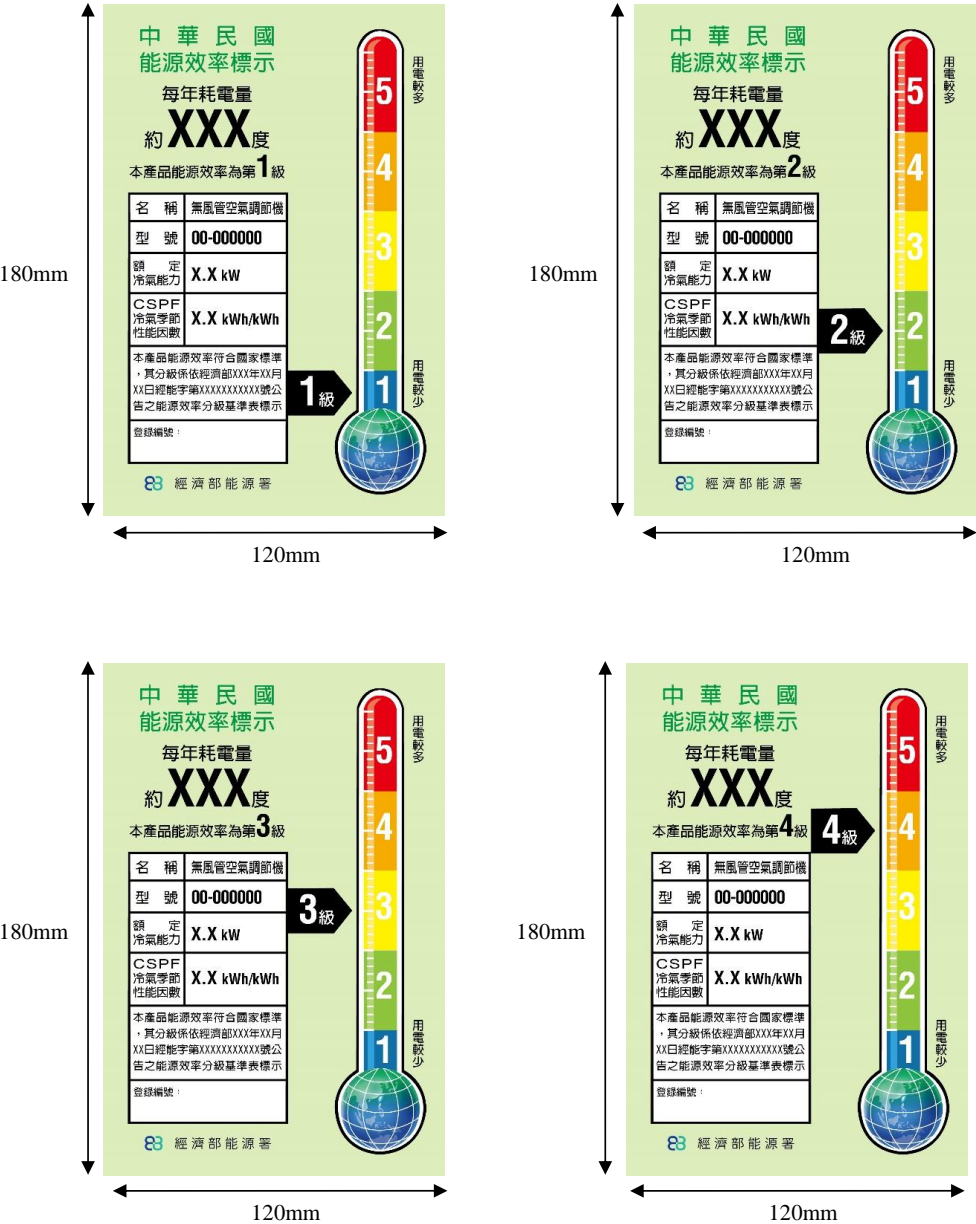 中華民國
能源效率標示
每年耗電量
約XXX度
本產品能源效率為第1級
名稱 無風管空氣調節機
型號 00-000000
額定
冷氣能力 X.X kW
CSPF
冷氣季節
性能因數 X.X kWh/kWh
本產品能源效率符合國家標準
，其分級係依經濟部XXX年XX月
XX日經能字第XXXXXXXXXXX號公
告之能源效率分級基準表標示
登錄編號：
經濟部能源署
1級
用電較多
5
4
3
2
1
用電較少
180mm
120mm
中華民國
能源效率標示
每年耗電量
約XXX度
本產品能源效率為第2級
名稱 無風管空氣調節機
型號 00-000000
額定
冷氣能力 X.X kW
CSPF
冷氣季節
性能因數 X.X kWh/kWh
本產品能源效率符合國家標準
，其分級係依經濟部XXX年XX月
XX日經能字第XXXXXXXXXXX號公
告之能源效率分級基準表標示
登錄編號：
經濟部能源署
2級
用電較多
5
4
3
2
1
用電較少
180mm
120mm
中華民國
能源效率標示
每年耗電量
約XXX度
本產品能源效率為第3級
名稱 無風管空氣調節機
型號 00-000000
額定
冷氣能力 X.X kW
CSPF
冷氣季節
性能因數 X.X kWh/kWh
本產品能源效率符合國家標準
，其分級係依經濟部XXX年XX月
XX日經能字第XXXXXXXXXXX號公
告之能源效率分級基準表標示
登錄編號：
經濟部能源署
3級
用電較多
5
4
3
2
1
用電較少
180mm
120mm
中華民國
能源效率標示
每年耗電量
約XXX度
本產品能源效率為第4級
名稱 無風管空氣調節機
型號 00-000000
額定
冷氣能力 X.X kW
CSPF
冷氣季節
性能因數 X.X kWh/kWh
本產品能源效率符合國家標準
，其分級係依經濟部XXX年XX月
XX日經能字第XXXXXXXXXXX號公
告之能源效率分級基準表標示
登錄編號：
經濟部能源署
4級
用電較多
5
4
3
2
1
用電較少
180mm
120mm